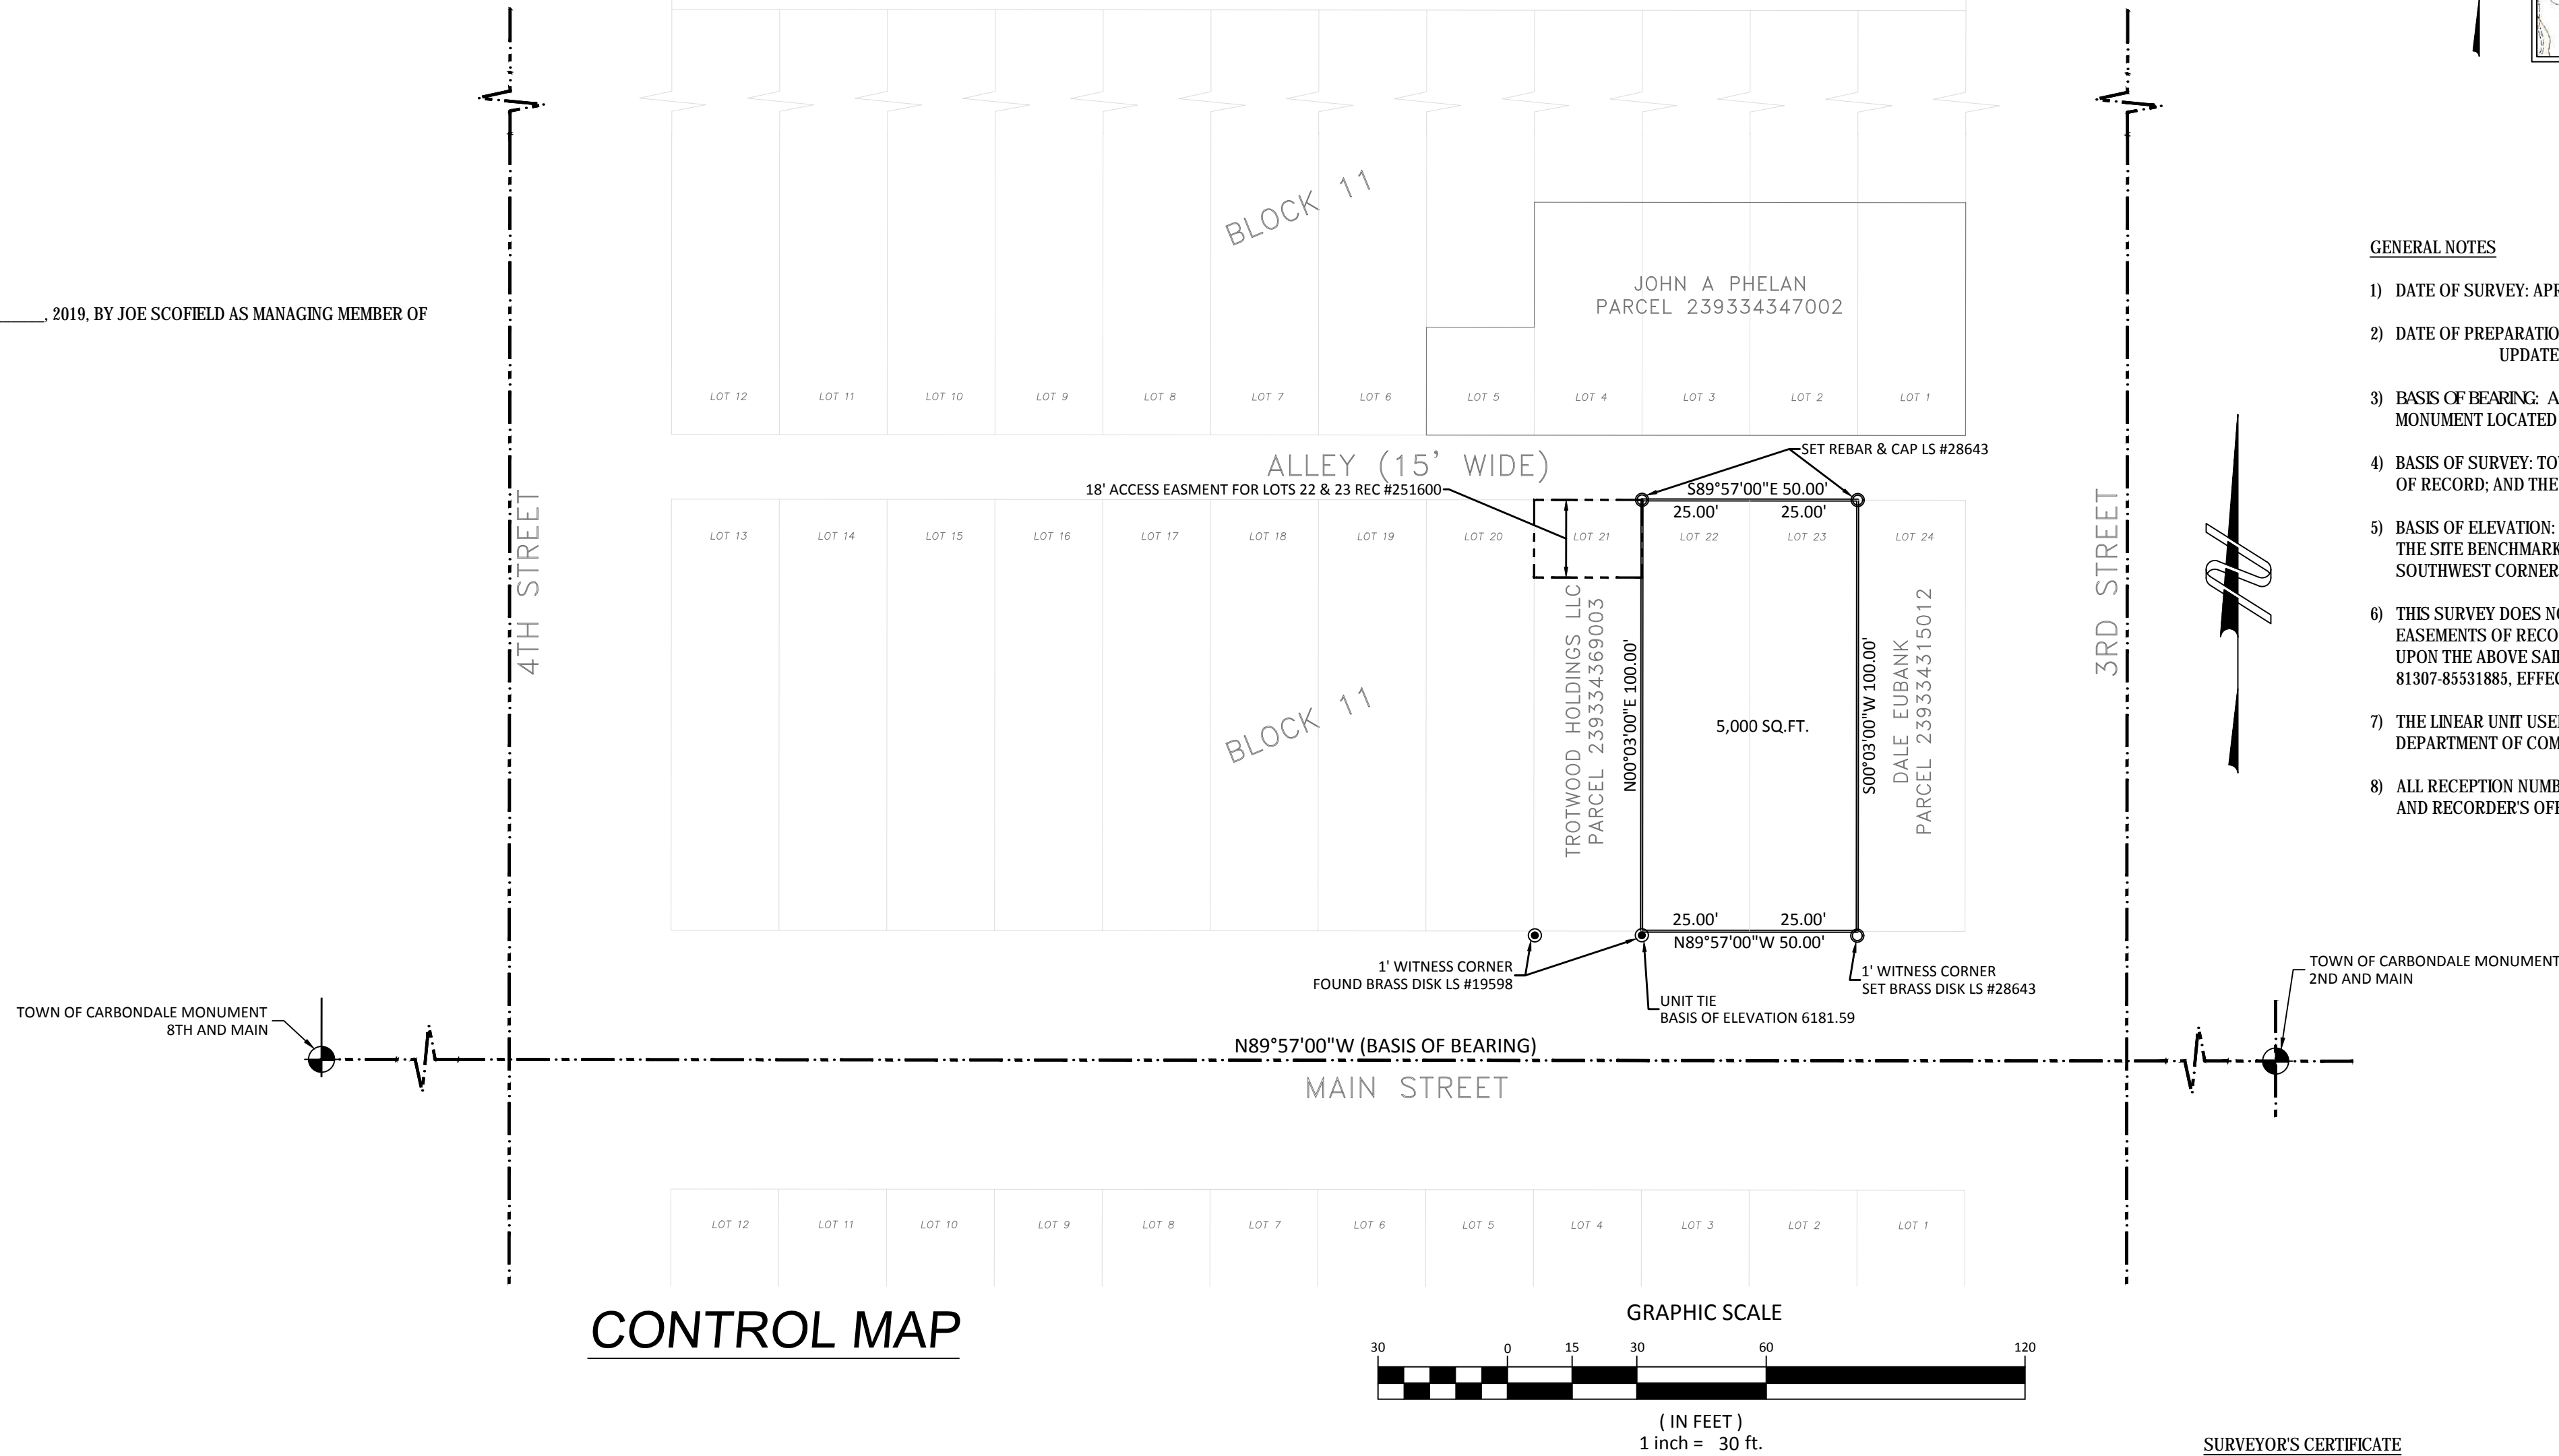 BLOCK 11
JOHN A PHELAN
PARCEL 239334347002
, 2019, BY JOE SCOFIELD AS MANAGING MEMBER OF
LOT 12
LOT 11
LOT 10
LOT 9
LOT 8
LOT 7
LOT 6
LOT 5
LOT 4
LOT 3
LOT 2
LOT 1
SET REBAR & CAP LS #28643
ALLEY (15' WIDE)
18' ACCESS EASMENT FOR LOTS 22 & 23 REC #251600
S89°57'00"E 50.00'
25.00'
25.00'
LOT 13
LOT 14
LOT 15
LOT 16
LOT 17
LOT 18
LOT 19
LOT 20
LOT 21
LOT 22
LOT 23
LOT 24
4TH STREET
3RD STREET
TROTWOOD HOLDINGS LLC
PARCEL 239334369003
N00°03'00"E 100.00'
5,000 SQ.FT.
S00°03'00"W 100.00'
DALE EUBANK
PARCEL 239334315012
BLOCK 11
25.00'
25.00'
N89°57'00"W 50.00'
1' WITNESS CORNER
FOUND BRASS DISK LS #19598
1' WITNESS CORNER
SET BRASS DISK LS #28643
UNIT TIE
BASIS OF ELEVATION 6181.59
TOWN OF CARBONDALE MONUMENT
8TH AND MAIN
TOWN OF CARBONDALE MONUMENT
2ND AND MAIN
N89°57'00"W (BASIS OF BEARING)
MAIN STREET
LOT 12
LOT 11
LOT 10
LOT 9
LOT 8
LOT 7
LOT 6
LOT 5
LOT 4
LOT 3
LOT 2
LOT 1
CONTROL MAP
GRAPHIC SCALE
30 0 15 30 60 120
( IN FEET )
1 inch = 30 ft.
GENERAL NOTES
1) DATE OF SURVEY: APR
2) DATE OF PREPARATIO
UPDATE
3) BASIS OF BEARING: A
MONUMENT LOCATED
4) BASIS OF SURVEY: TO
OF RECORD; AND THE
5) BASIS OF ELEVATION:
THE SITE BENCHMARK
SOUTHWEST CORNER
6) THIS SURVEY DOES N
EASEMENTS OF RECO
UPON THE ABOVE SAI
81307-85531885, EFFE
7) THE LINEAR UNIT USE
DEPARTMENT OF COM
8) ALL RECEPTION NUMB
AND RECORDER'S OF
SURVEYOR'S CERTIFICATE